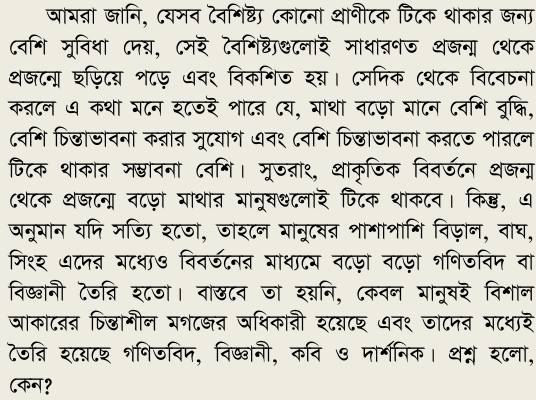 আমরা জানি, যেসব বৈশিষ্ট্য কোনো প্রাণীকে টিকে থাকার জন্য
বেশি সুবিধা দেয়, সেই বৈশিষ্ট্যগুলোই সাধারণত প্রজন্ম থেকে
প্রজন্মে ছড়িয়ে পড়ে এবং বিকশিত হয়। সেদিক থেকে বিবেচনা
করলে এ কথা মনে হতেই পারে যে, মাথা বড়ো মানে বেশি বুদ্ধি,
বেশি চিন্তাভাবনা করার সুযোগ এবং বেশি চিন্তাভাবনা করতে পারলে
টিকে থাকার সম্ভাবনা বেশি। সুতরাং, প্রাকৃতিক বিবর্তনে প্রজন্ম
থেকে প্রজন্মে বড়ো মাথার মানুষগুলোই টিকে থাকবে। কিন্তু, এ
অনুমান যদি সত্যি হতো, তাহলে মানুষের পাশাপাশি বিড়াল, বাঘ,
সিংহ এদের মধ্যেও বিবর্তনের মাধ্যমে বড়ো বড়ো গণিতবিদ বা
বিজ্ঞানী তৈরি হতো। বাস্তবে তা হয়নি, কেবল মানুষই বিশাল
আকারের চিন্তাশীল মগজের অধিকারী হয়েছে এবং তাদের মধ্যেই
তৈরি হয়েছে গণিতবিদ, বিজ্ঞানী, কবি ও দার্শনিক। প্রশ্ন হলো,
কেন?